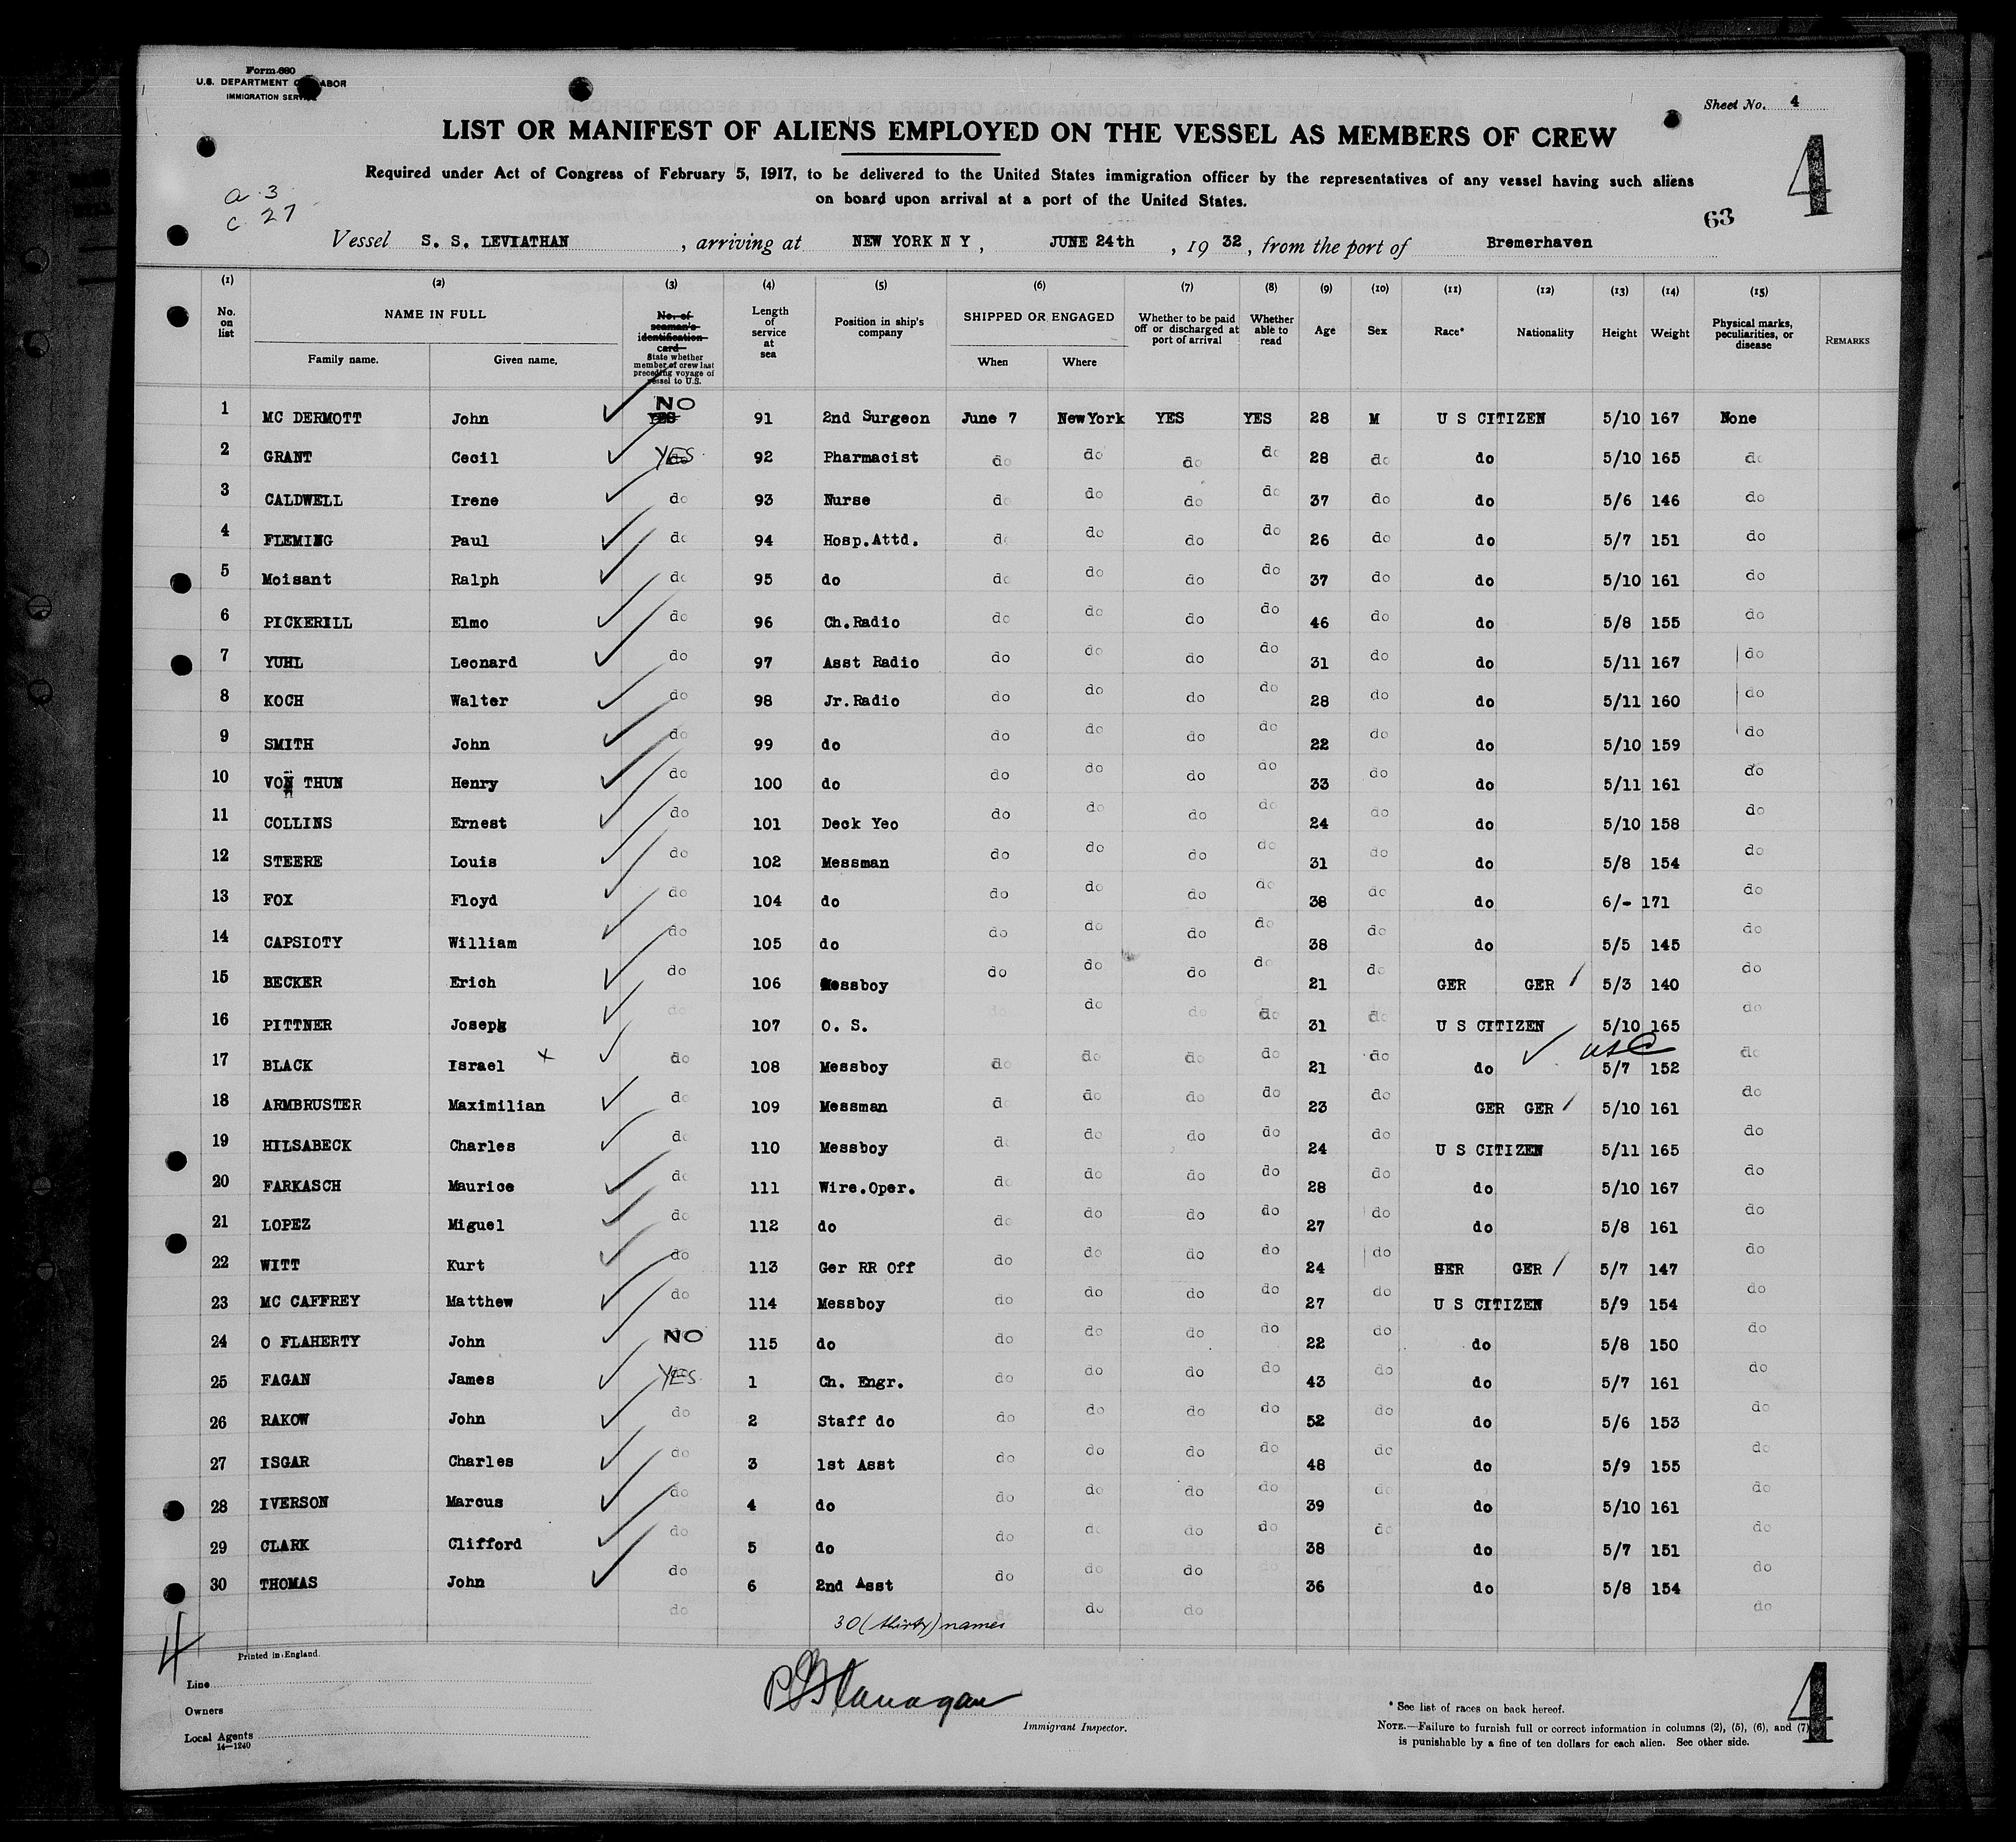 Form 680
U.S. DEPARTMENT OF LABOR
IMMIGRATION SERVICE
Sheet No. 4
LIST OR MANIFEST OF ALIENS EMPLOYED ON THE VESSEL AS MEMBERS OF CREW
4
Required under Act of Congress of February 5, 1917, to be delivered to the United States immigration officer by the representatives of any vessel having such aliens
on board upon arrival at a port of the United States.
a. 3
c. 27
63
Vessel S. S. LEVIATHAN, arriving at NEW YORK N Y, JUNE 24th, 19 32, from the port of Bremerhaven
(1) (2) (3) (4) (5) (6) (7) (8) (9) (10) (11) (12) (13) (14) (15)
No. on list NAME IN FULL Family name. Given name. No. of seaman's identification card State whether member of crew last preceding voyage of vessel to U.S. Length of service at sea Position in ship's company SHIPPED OR ENGAGED When Where Whether to be paid off or discharged at port of arrival Whether able to read Age Sex Race* Nationality Height Weight Physical marks, peculiarities, or disease REMARKS
1 MC DERMOTT John YES NO 91 2nd Surgeon June 7 NewYork YES YES 28 M U S CITIZEN 5/10 167 None
2 GRANT Cecil YES 92 Pharmacist do do do do 28 do do 5/10 165 do
3 CALDWELL Irene do 93 Nurse do do do do 37 do do 5/6 146 do
4 FLEMING Paul do 94 Hosp.Attd. do do do do 26 do do 5/7 151 do
5 Moisant Ralph do 95 do do do do do 37 do do 5/10 161 do
6 PICKERILL Elmo do 96 Ch.Radio do do do do 46 do do 5/8 155 do
7 YUHL Leonard do 97 Asst Radio do do do do 31 do do 5/11 167 do
8 KOCH Walter do 98 Jr.Radio do do do do 28 do do 5/11 160 do
9 SMITH John do 99 do do do do do 22 do do 5/10 159 do
10 VON THUN Henry do 100 do do do do do 33 do do 5/11 161 do
11 COLLINS Ernest do 101 Deck Yeo do do do do 24 do do 5/10 158 do
12 STEERE Louis do 102 Messman do do do do 31 do do 5/8 154 do
13 FOX Floyd do 104 do do do do do 38 do do 6/- 171 do
14 CAPSIOTY William do 105 do do do do do 38 do do 5/5 145 do
15 BECKER Erich do 106 Messboy do do do do 21 do GER GER 5/3 140 do
16 PITTNER Joseph do 107 O. S. do do do do 31 do U S CITIZEN 5/10 165 do
17 BLACK Israel x do 108 Messboy do do do do 21 do do USC 5/7 152 do
18 ARMBRUSTER Maximilian do 109 Messman do do do do 23 do GER GER 5/10 161 do
19 HILSABECK Charles do 110 Messboy do do do do 24 do U S CITIZEN 5/11 165 do
20 FARKASCH Maurice do 111 Wire.Oper. do do do do 28 do do 5/10 167 do
21 LOPEZ Miguel do 112 do do do do do 27 do do 5/8 161 do
22 WITT Kurt do 113 Ger RR Off do do do do 24 do GER GER 5/7 147 do
23 MC CAFFREY Matthew do 114 Messboy do do do do 27 do U S CITIZEN 5/9 154 do
24 O FLAHERTY John NO 115 do do do do do 22 do do 5/8 150 do
25 FAGAN James YES. 1 Ch. Engr. do do do do 43 do do 5/7 161 do
26 RAKOW John do 2 Staff do do do do do 52 do do 5/6 153 do
27 ISGAR Charles do 3 1st Asst do do do do 48 do do 5/9 155 do
28 IVERSON Marcus do 4 do do do do do 39 do do 5/10 161 do
29 CLARK Clifford do 5 do do do do do 38 do do 5/7 151 do
30 THOMAS John do 6 2nd Asst do do do 36 do 5/8 154 do
do 30 (thirty) names do do do do
4
Printed in England.
Line
Owners
Local Agents
14—1240
P Flanagan
Immigrant Inspector.
* See list of races on back hereof.
NOTE.—Failure to furnish full or correct information in columns (2), (5), (6), and (7)
is punishable by a fine of ten dollars for each alien. See other side.
4